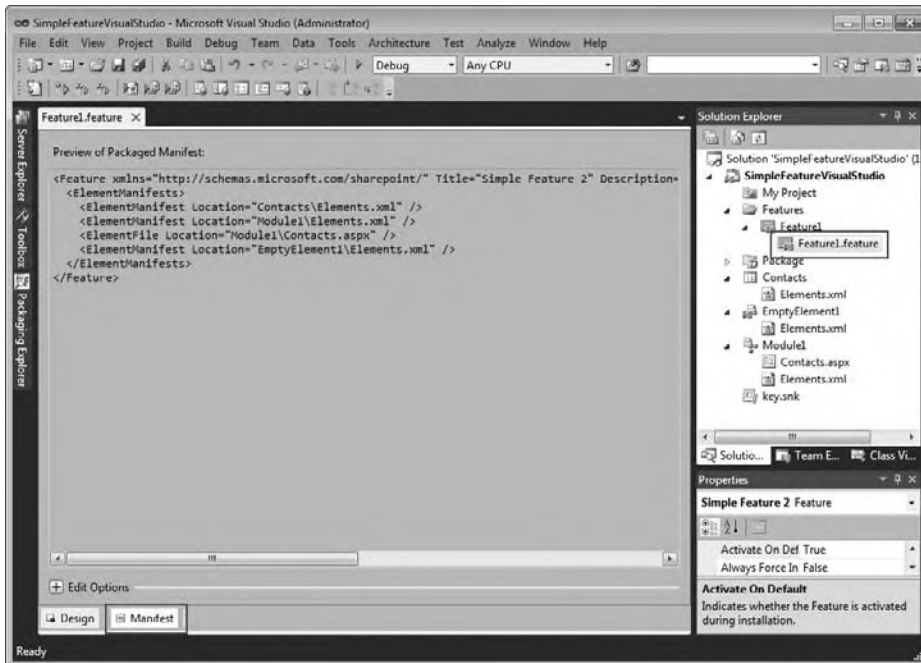 SimpleFeatureVisualStudio - Microsoft Visual Studio (Administrator)
File Edit View Project Build Debug Team Data Tools Architecture Test Analyze Window Help
Debug Any CPU
Server Explorer
Toolbox
Packaging Explorer
Feature1.feature
Preview of Packaged Manifest:
<Feature xmlns="http://schemas.microsoft.com/sharepoint/" Title="Simple Feature 2" Description=
<ElementManifests>
<ElementManifest Location="Contacts\Elements.xml" />
<ElementManifest Location="Module1\Elements.xml" />
<ElementFile Location="Module1\Contacts.aspx" />
<ElementManifest Location="EmptyElement1\Elements.xml" />
</ElementManifests>
</Feature>
Edit Options
Design Manifest
Solution Explorer
Solution 'SimpleFeatureVisualStudio' (1
SimpleFeatureVisualStudio
My Project
Features
Feature1
Feature1.feature
Package
Contacts
Elements.xml
EmptyElement1
Elements.xml
Module1
Contacts.aspx
Elements.xml
key.snk
Solutio... Team E... Class Vi...
Properties
Simple Feature 2 Feature
Activate On Def True
Always Force In False
Activate On Default
Indicates whether the Feature is activated
during installation.
Ready